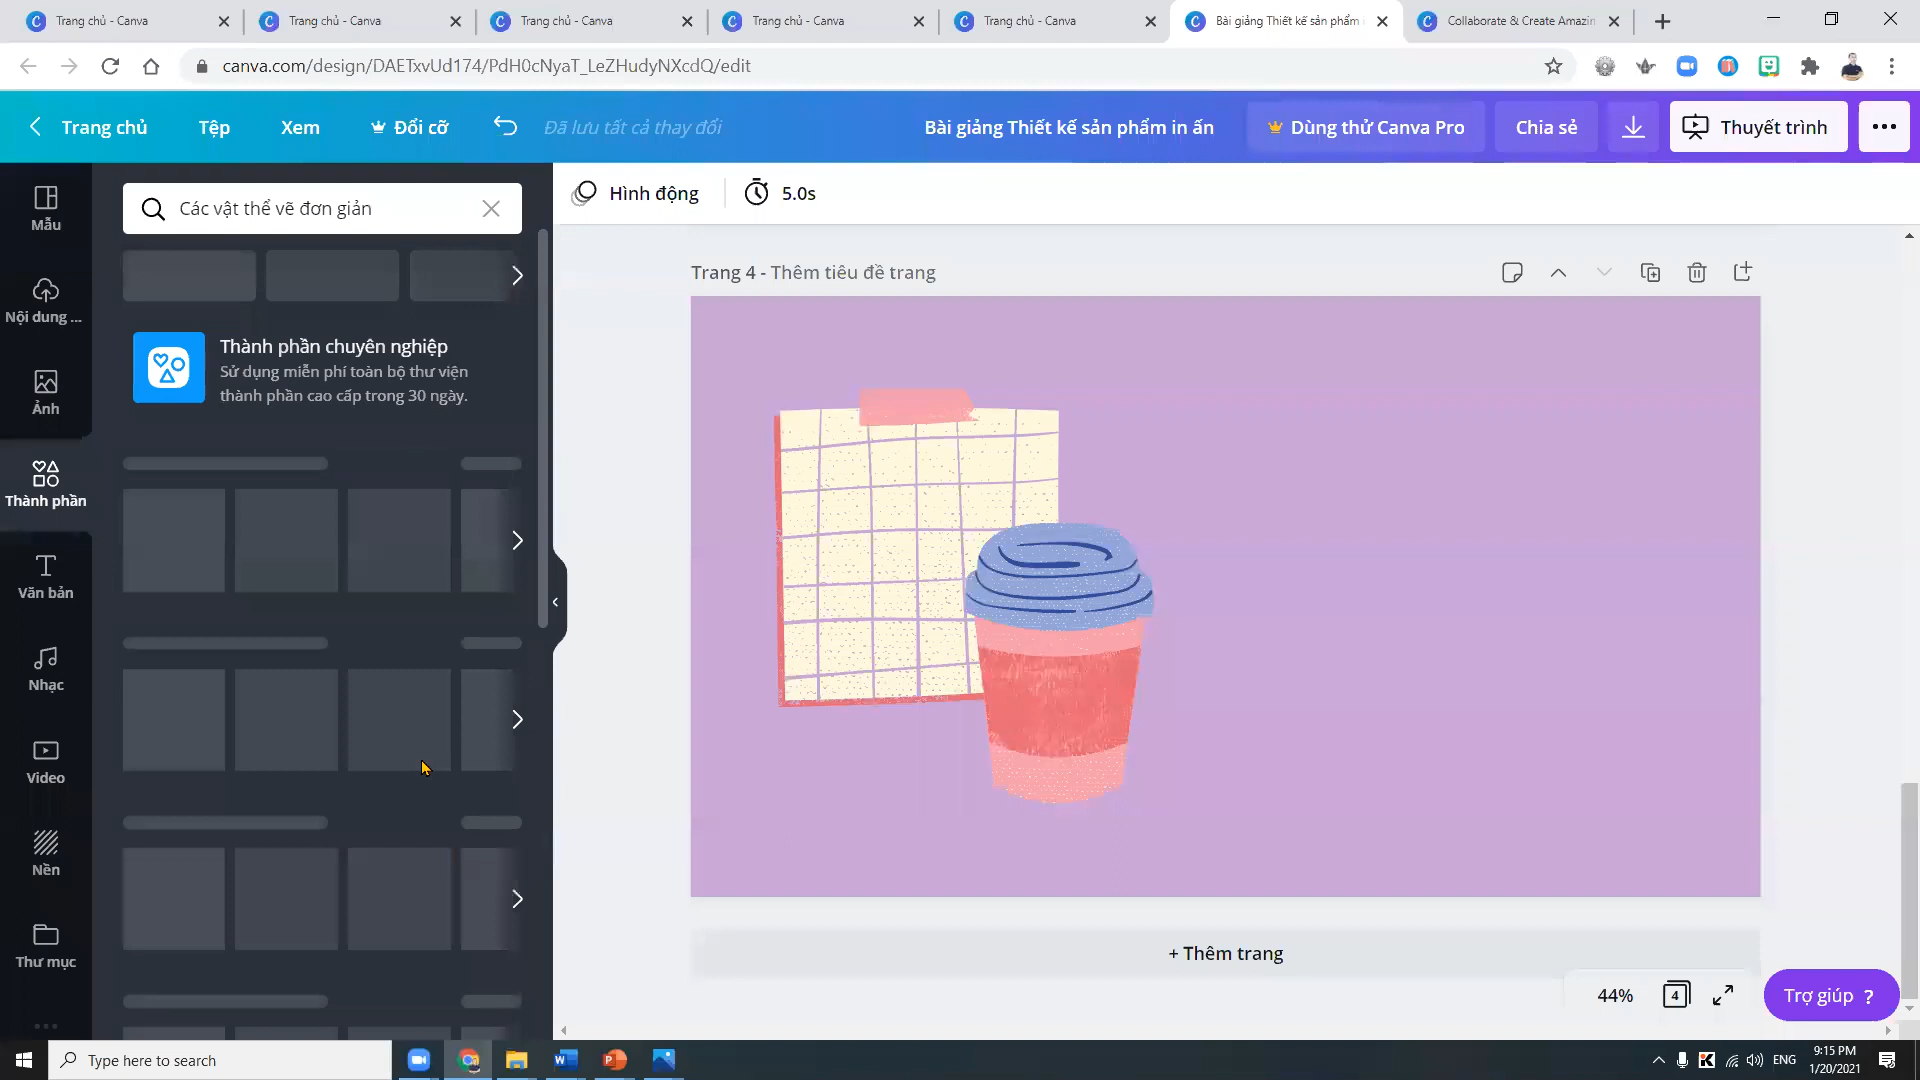 Trang chủ - Canva
Trang chủ - Canva
Trang chủ - Canva
Trang chủ - Canva
Trang chủ - Canva
Bài giảng Thiết kế sản phẩm
Collaborate & Create Amazin
canva.com/design/DAETxvUd174/PdH0cNyaT_LeZHudyNXcdQ/edit
Trang chủ
Tệp
Xem
Đổi cỡ
Đã lưu tất cả thay đổi
Bài giảng Thiết kế sản phẩm in ấn
Dùng thử Canva Pro
Chia sẻ
Thuyết trình
Mẫu
Nội dung ...
Ảnh
Thành phần
Văn bản
Nhạc
Video
Nền
Thư mục
Các vật thể vẽ đơn giản
Thành phần chuyên nghiệp
Sử dụng miễn phí toàn bộ thư viện
thành phần cao cấp trong 30 ngày.
Hình động
5.0s
Trang 4 - Thêm tiêu đề trang
+ Thêm trang
44%
4
Trợ giúp ?
Type here to search
ENG
9:15 PM
1/20/2021